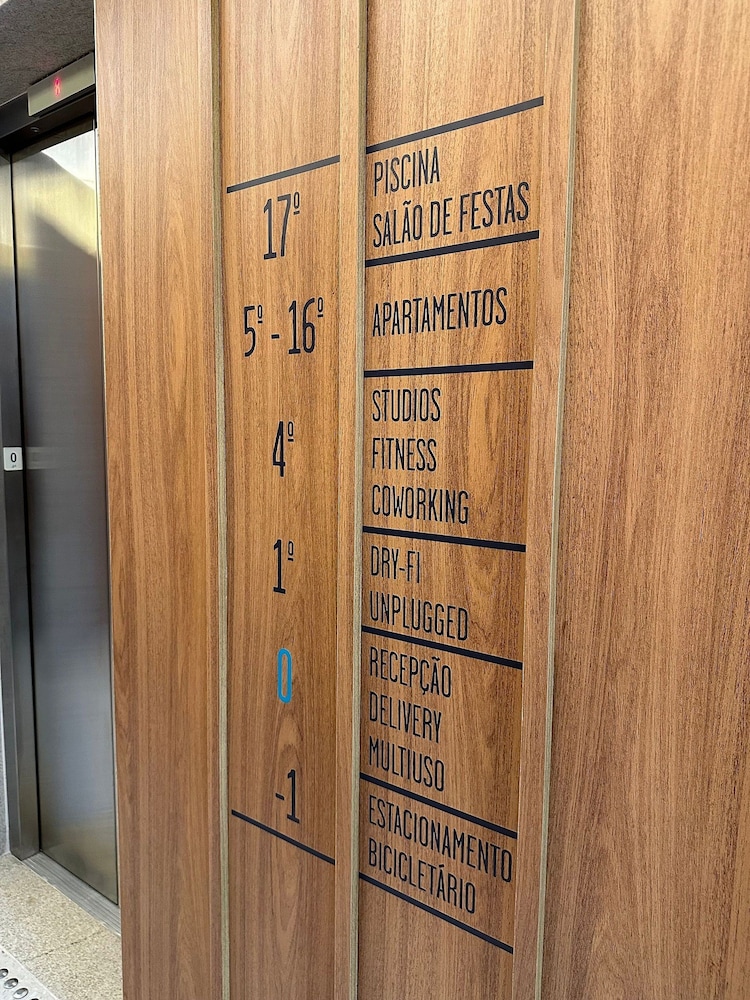 17º
PISCINA
SALÃO DE FESTAS
5º - 16º
APARTAMENTOS
4º
STUDIOS
FITNESS
COWORKING
1º
DRY-FI
UNPLUGGED
0
RECEPÇÃO
DELIVERY
MULTIUSO
-1
ESTACIONAMENTO
BICICLETÁRIO
0